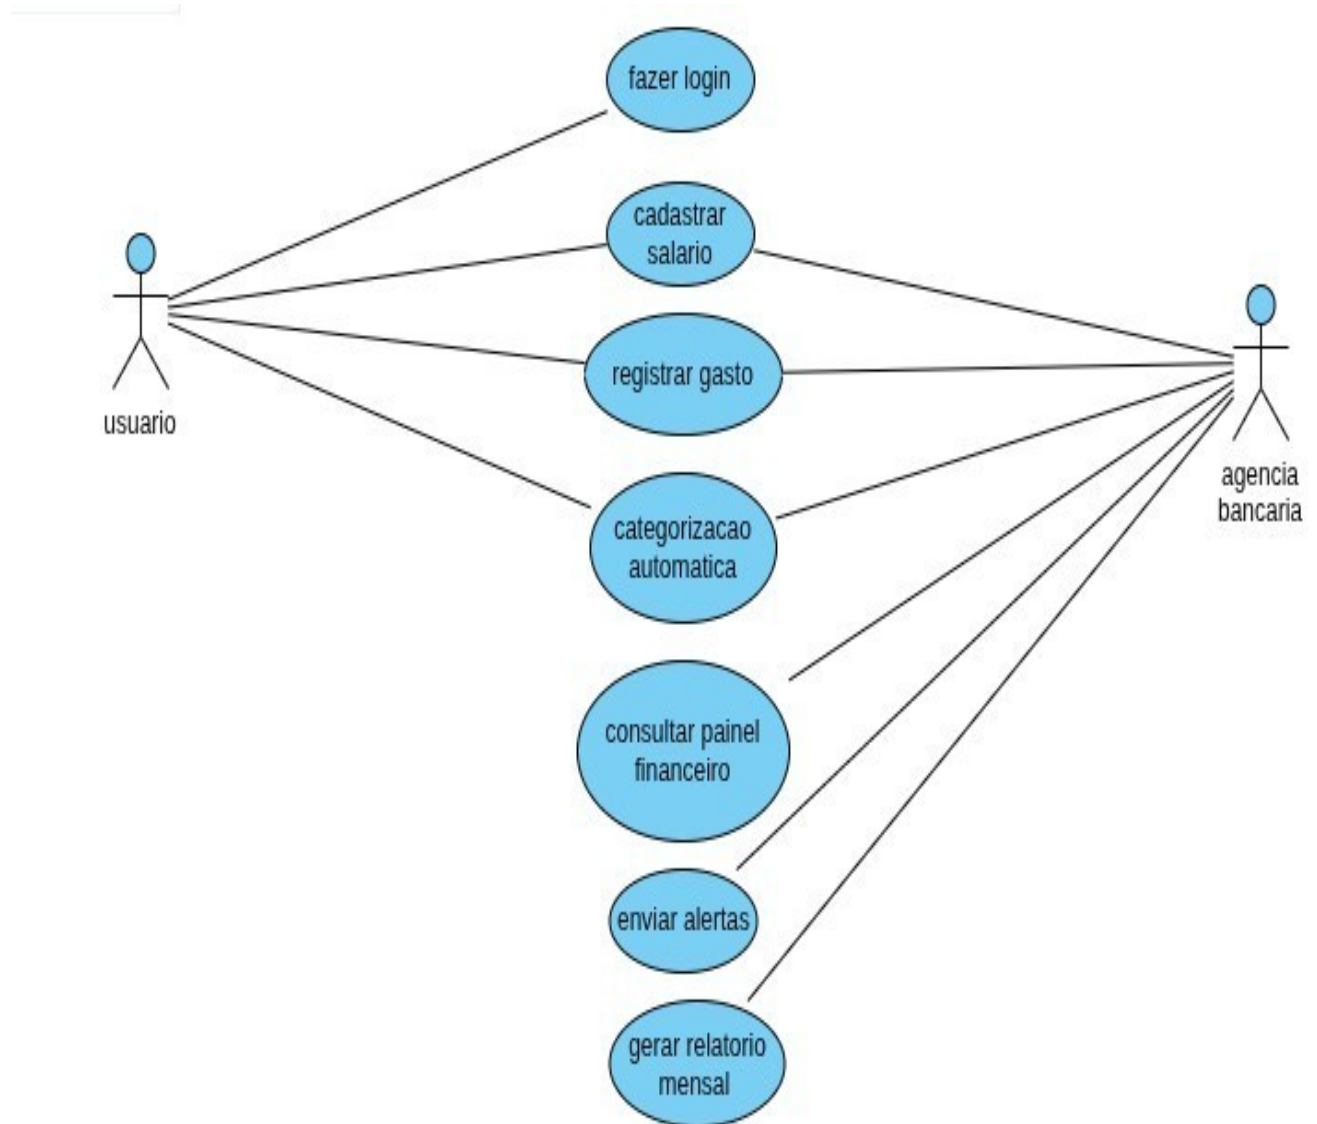 fazer login
cadastrar
salario
registrar gasto
usuario
agencia
bancaria
categorizacao
automatica
consultar painel
financeiro
enviar alertas
gerar relatorio
mensal